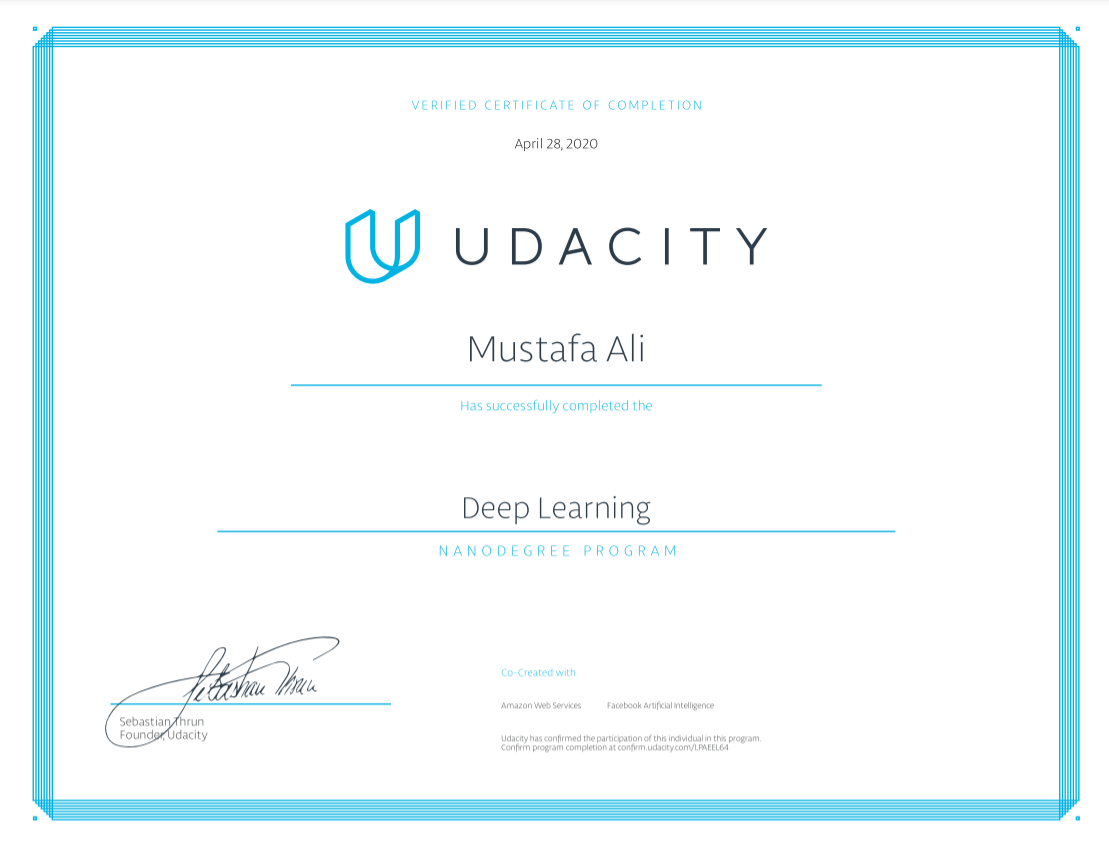 VERIFIED CERTIFICATE OF COMPLETION
April 28, 2020
UDACITY
Mustafa Ali
Has successfully completed the
Deep Learning
NANODEGREE PROGRAM
Sebastian Thrun
Sebastian Thrun
Founder, Udacity
Co-Created with
Amazon Web Services Facebook Artificial Intelligence
Udacity has confirmed the participation of this individual in this program.
Confirm program completion at confirm.udacity.com/LPAEEL64